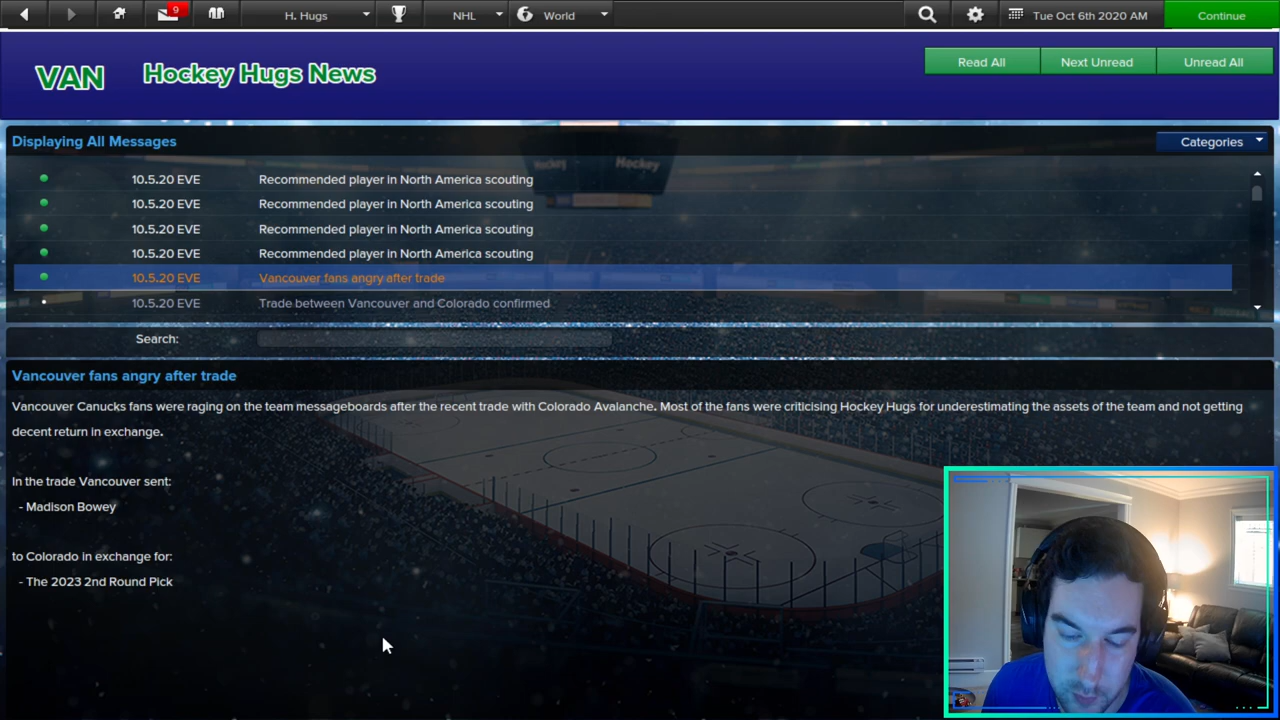 9
H. Hugs
NHL
World
Tue Oct 6th 2020 AM
Continue
VAN
Hockey Hugs News
Read All
Next Unread
Unread All
Displaying All Messages
Categories
10.5.20 EVE Recommended player in North America scouting
10.5.20 EVE Recommended player in North America scouting
10.5.20 EVE Recommended player in North America scouting
10.5.20 EVE Recommended player in North America scouting
10.5.20 EVE Vancouver fans angry after trade
10.5.20 EVE Trade between Vancouver and Colorado confirmed
Search:
Vancouver fans angry after trade
Vancouver Canucks fans were raging on the team messageboards after the recent trade with Colorado Avalanche. Most of the fans were criticising Hockey Hugs for underestimating the assets of the team and not getting
decent return in exchange.
In the trade Vancouver sent:
- Madison Bowey
to Colorado in exchange for:
- The 2023 2nd Round Pick